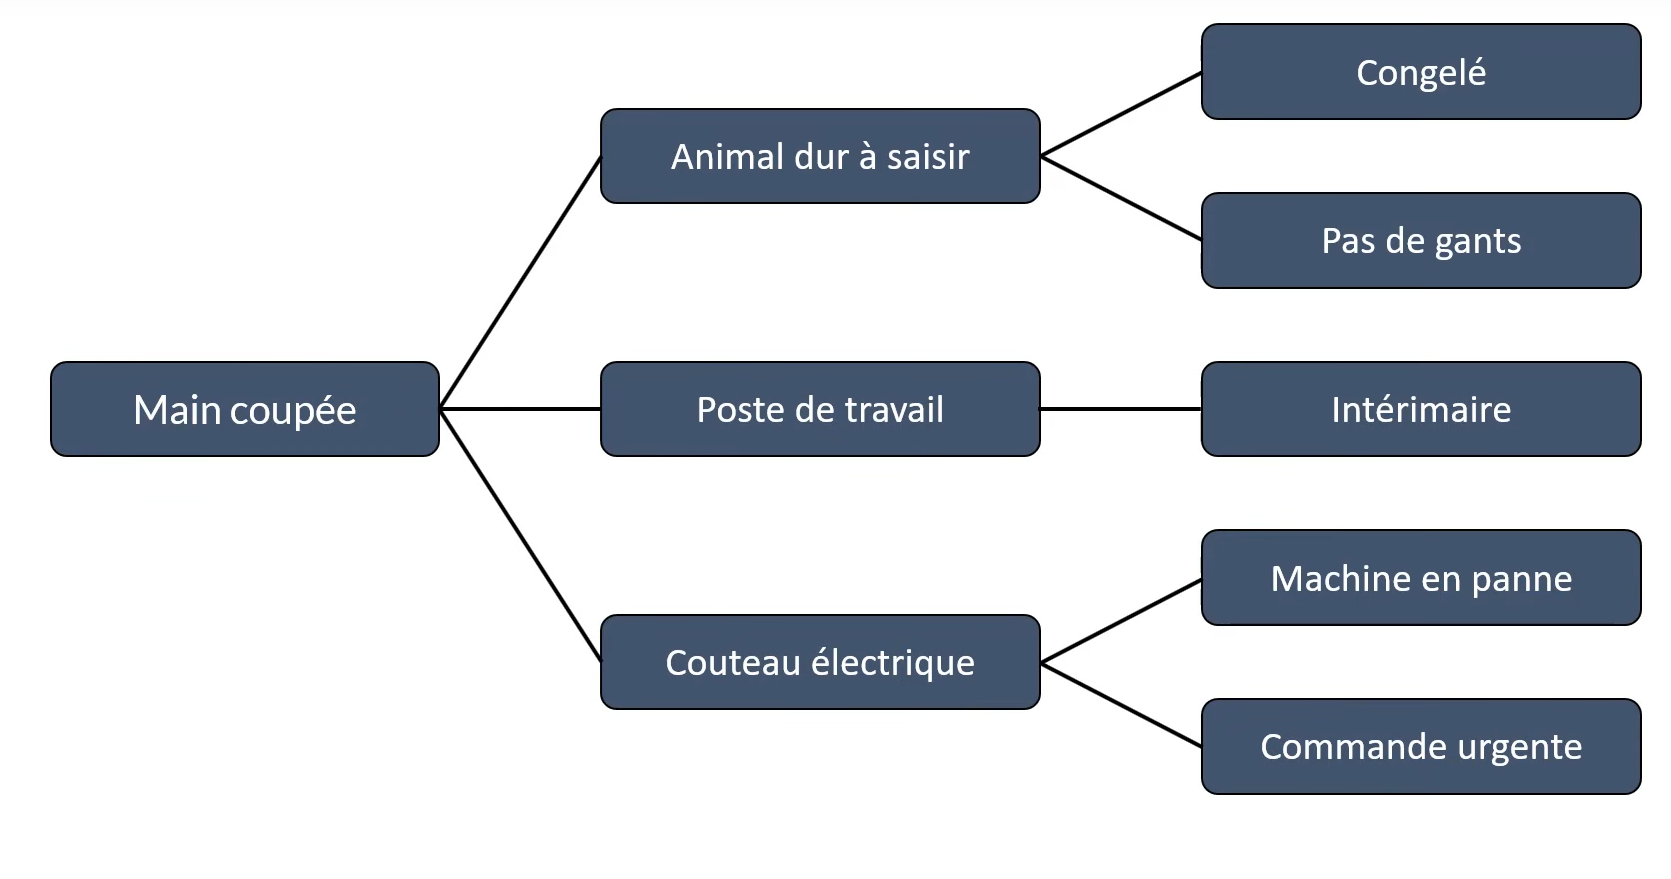 Main coupée
Animal dur à saisir
Poste de travail
Couteau électrique
Congelé
Pas de gants
Intérimaire
Machine en panne
Commande urgente